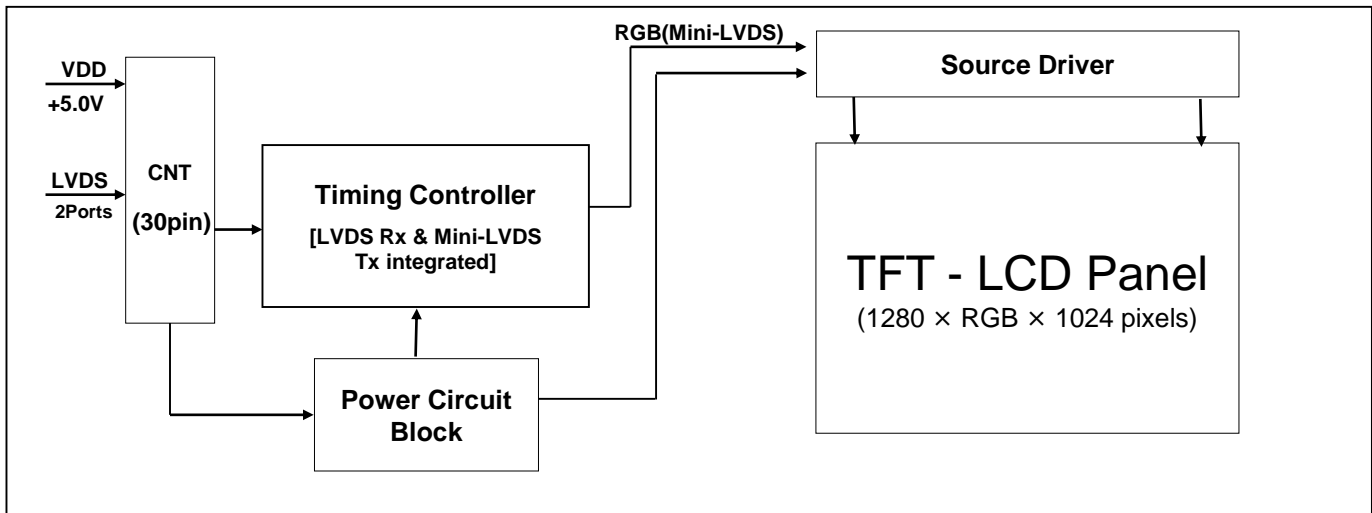 RGB(Mini-LVDS)
Source Driver
VDD
+5.0V
CNT
(30pin)
LVDS
2Ports
Timing Controller
[LVDS Rx & Mini-LVDS
Tx integrated]
TFT - LCD Panel
(1280 × RGB × 1024 pixels)
Power Circuit
Block